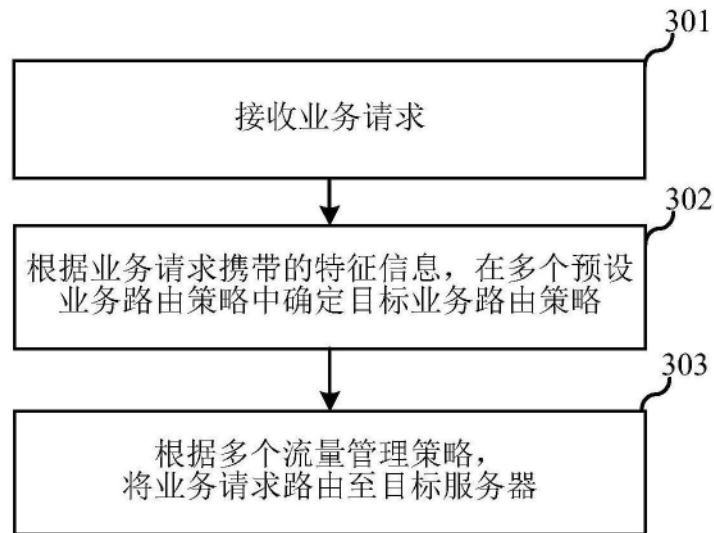 301
接收业务请求
302
根据业务请求携带的特征信息，在多个预设
业务路由策略中确定目标业务路由策略
303
根据多个流量管理策略，
将业务请求路由至目标服务器